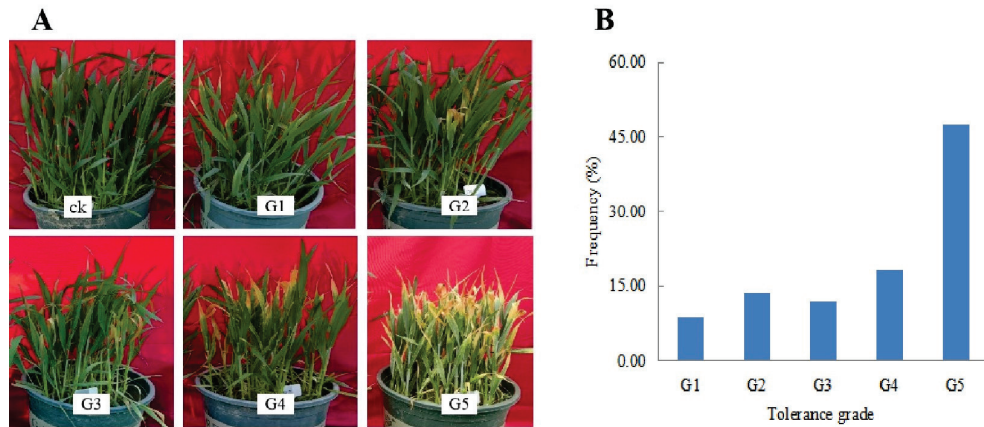 A
B
ck
G1
G2
G3
G4
G5
60.00
45.00
30.00
15.00
0.00
Frequency (%)
G1 G2 G3 G4 G5
Tolerance grade